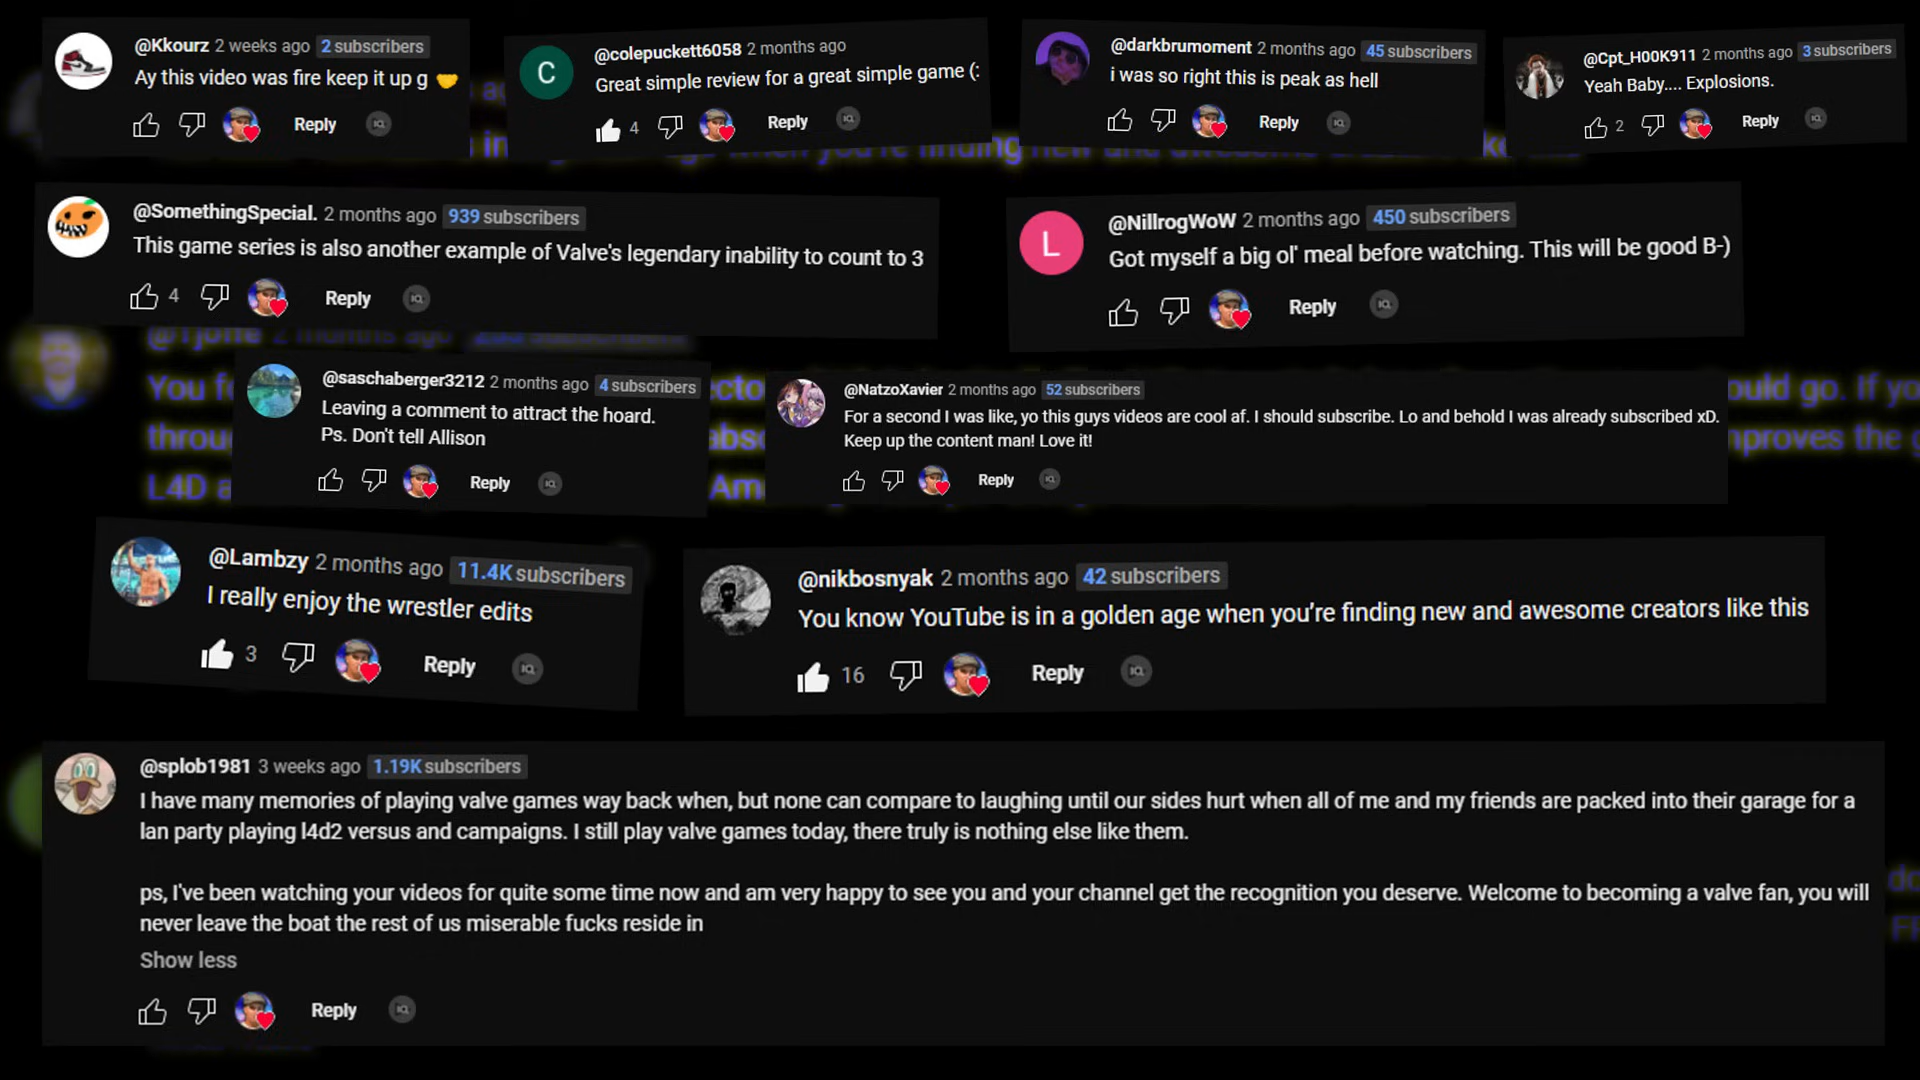 @Kkourz 2 weeks ago 2 subscribers
Ay this video was fire keep it up g 🤝
Reply
C
@colepuckett6058 2 months ago
Great simple review for a great simple game (:
4 Reply
@darkbrumoment 2 months ago 45 subscribers
i was so right this is peak as hell
Reply
@Cpt_H00K911 2 months ago 3 subscribers
Yeah Baby.... Explosions.
2 Reply
@SomethingSpecial. 2 months ago 939 subscribers
This game series is also another example of Valve's legendary inability to count to 3
4 Reply
L
@NillrogWoW 2 months ago 450 subscribers
Got myself a big ol' meal before watching. This will be good B-)
Reply
@saschaberger3212 2 months ago 4 subscribers
Leaving a comment to attract the hoard.
Ps. Don't tell Allison
Reply
@NatzoXavier 2 months ago 52 subscribers
For a second I was like, yo this guys videos are cool af. I should subscribe. Lo and behold I was already subscribed xD.
Keep up the content man! Love it!
Reply
@Lambzy 2 months ago 11.4K subscribers
I really enjoy the wrestler edits
3 Reply
@nikbosnyak 2 months ago 42 subscribers
You know YouTube is in a golden age when you're finding new and awesome creators like this
16 Reply
@splob1981 3 weeks ago 1.19K subscribers
I have many memories of playing valve games way back when, but none can compare to laughing until our sides hurt when all of me and my friends are packed into their garage for a
lan party playing l4d2 versus and campaigns. I still play valve games today, there truly is nothing else like them.
ps, I've been watching your videos for quite some time now and am very happy to see you and your channel get the recognition you deserve. Welcome to becoming a valve fan, you will
never leave the boat the rest of us miserable fucks reside in
Show less
Reply